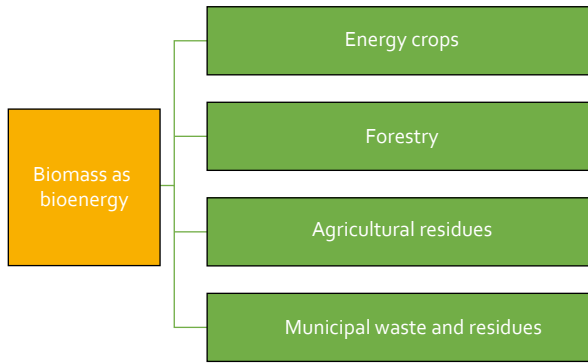 Energy crops
Forestry
Biomass as
bioenergy
Agricultural residues
Municipal waste and residues